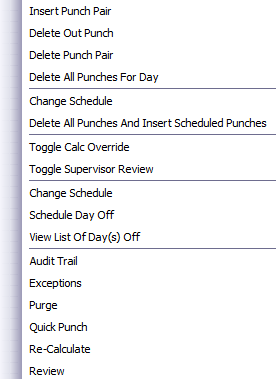 Insert Punch Pair
Delete Out Punch
Delete Punch Pair
Delete All Punches For Day
Change Schedule
Delete All Punches And Insert Scheduled Punches
Toggle Calc Override
Toggle Supervisor Review
Change Schedule
Schedule Day Off
View List Of Day(s) Off
Audit Trail
Exceptions
Purge
Quick Punch
Re-Calculate
Review